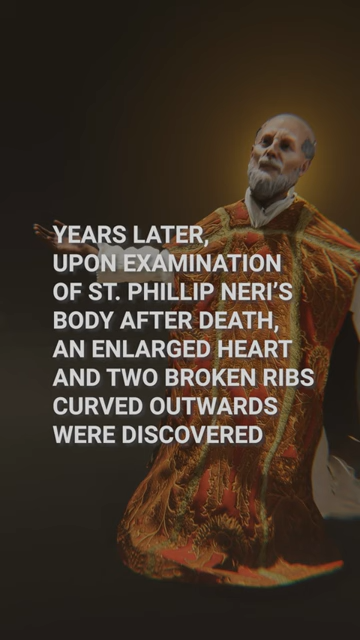 YEARS LATER,
UPON EXAMINATION
OF ST. PHILLIP NERI'S
BODY AFTER DEATH,
AN ENLARGED HEART
AND TWO BROKEN RIBS
CURVED OUTWARDS
WERE DISCOVERED